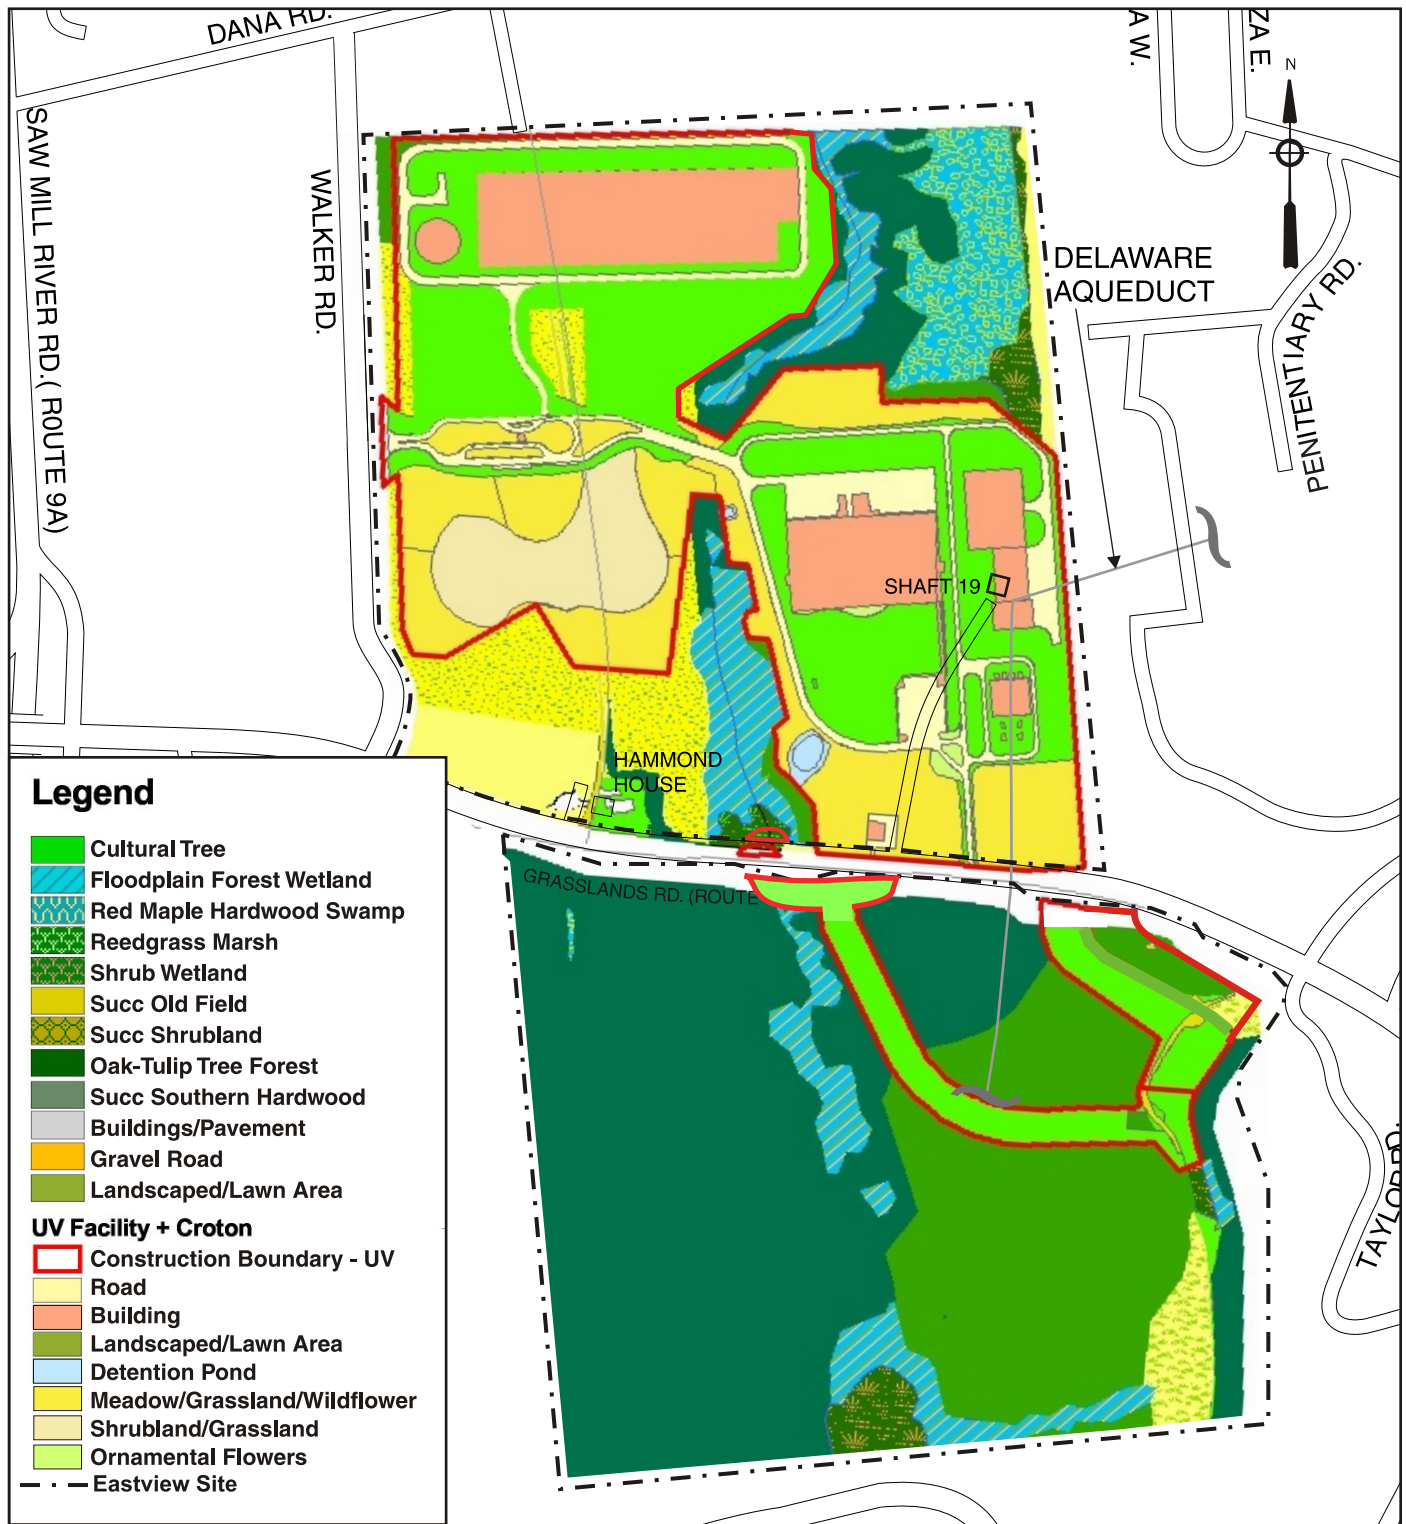 DANA RD.
A W.
ZA E.
N
SAW MILL RIVER RD.( ROUTE 9A)
WALKER RD.
DELAWARE
AQUEDUCT
PENITENTIARY RD.
SHAFT 19
HAMMOND
HOUSE
GRASSLANDS RD. (ROUTE
TAYLOR RD.
Legend
Cultural Tree
Floodplain Forest Wetland
Red Maple Hardwood Swamp
Reedgrass Marsh
Shrub Wetland
Succ Old Field
Succ Shrubland
Oak-Tulip Tree Forest
Succ Southern Hardwood
Buildings/Pavement
Gravel Road
Landscaped/Lawn Area
UV Facility + Croton
Construction Boundary - UV
Road
Building
Landscaped/Lawn Area
Detention Pond
Meadow/Grassland/Wildflower
Shrubland/Grassland
Ornamental Flowers
Eastview Site